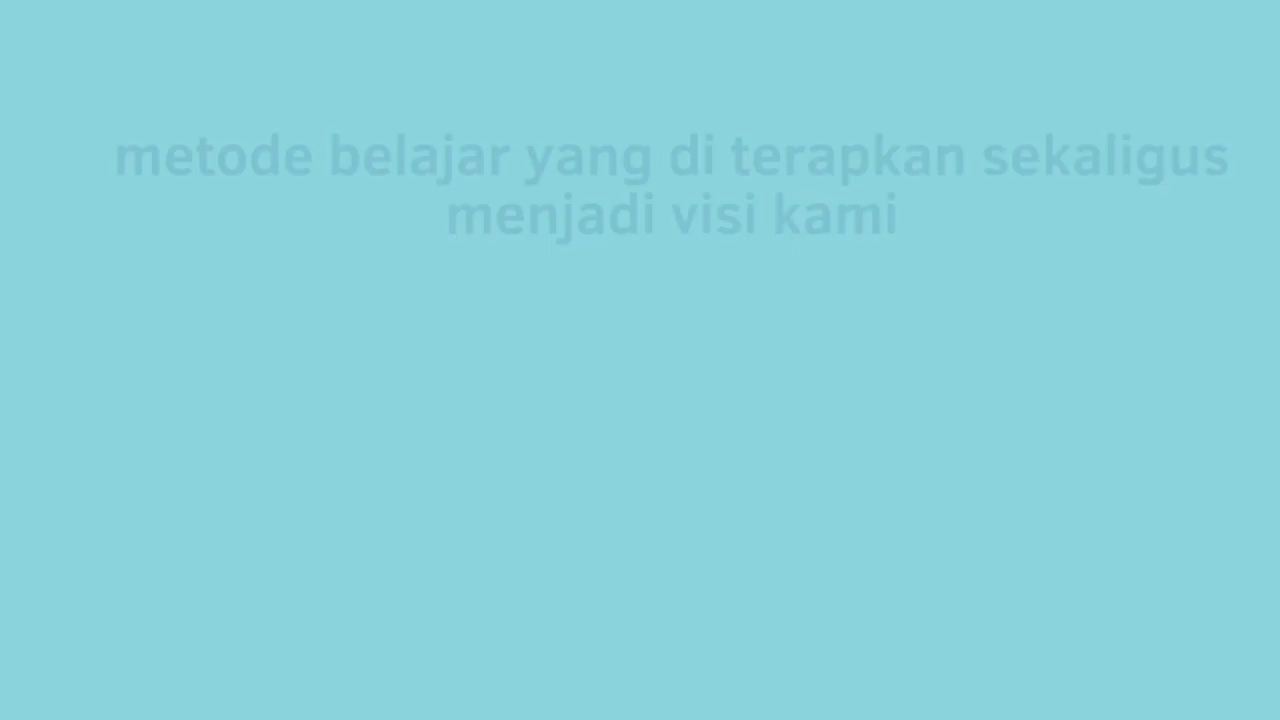 metode belajar yang di terapkan sekaligus
menjadi visi kami